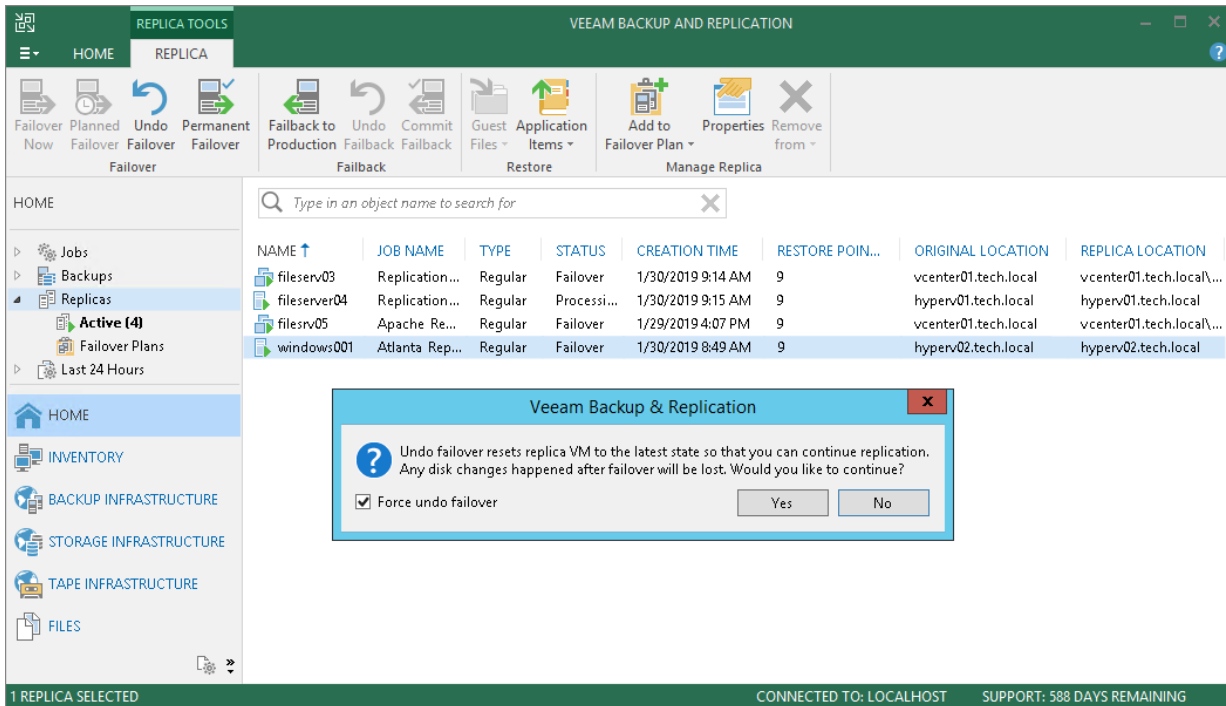 REPLICA TOOLS
VEEAM BACKUP AND REPLICATION
HOME
REPLICA
Failover Now
Planned Failover
Undo Failover
Permanent Failover
Failover
Failback to Production
Undo Failback
Commit Failback
Failback
Guest Files
Application Items
Restore
Add to Failover Plan
Properties
Remove from
Manage Replica
HOME
Type in an object name to search for
Jobs
Backups
Replicas
Active (4)
Failover Plans
Last 24 Hours
NAME JOB NAME TYPE STATUS CREATION TIME RESTORE POIN... ORIGINAL LOCATION REPLICA LOCATION
fileserv03 Replication... Regular Failover 1/30/2019 9:14 AM 9 vcenter01.tech.local vcenter01.tech.local\...
fileserver04 Replication... Regular Processi... 1/30/2019 9:15 AM 9 hyperv01.tech.local hyperv01.tech.local
filesrv05 Apache Re... Regular Failover 1/29/2019 4:07 PM 9 vcenter01.tech.local vcenter01.tech.local\...
windows001 Atlanta Rep... Regular Failover 1/30/2019 8:49 AM 9 hyperv02.tech.local hyperv02.tech.local
Veeam Backup & Replication
Undo failover resets replica VM to the latest state so that you can continue replication.
Any disk changes happened after failover will be lost. Would you like to continue?
Force undo failover
Yes
No
HOME
INVENTORY
BACKUP INFRASTRUCTURE
STORAGE INFRASTRUCTURE
TAPE INFRASTRUCTURE
FILES
1 REPLICA SELECTED
CONNECTED TO: LOCALHOST
SUPPORT: 588 DAYS REMAINING